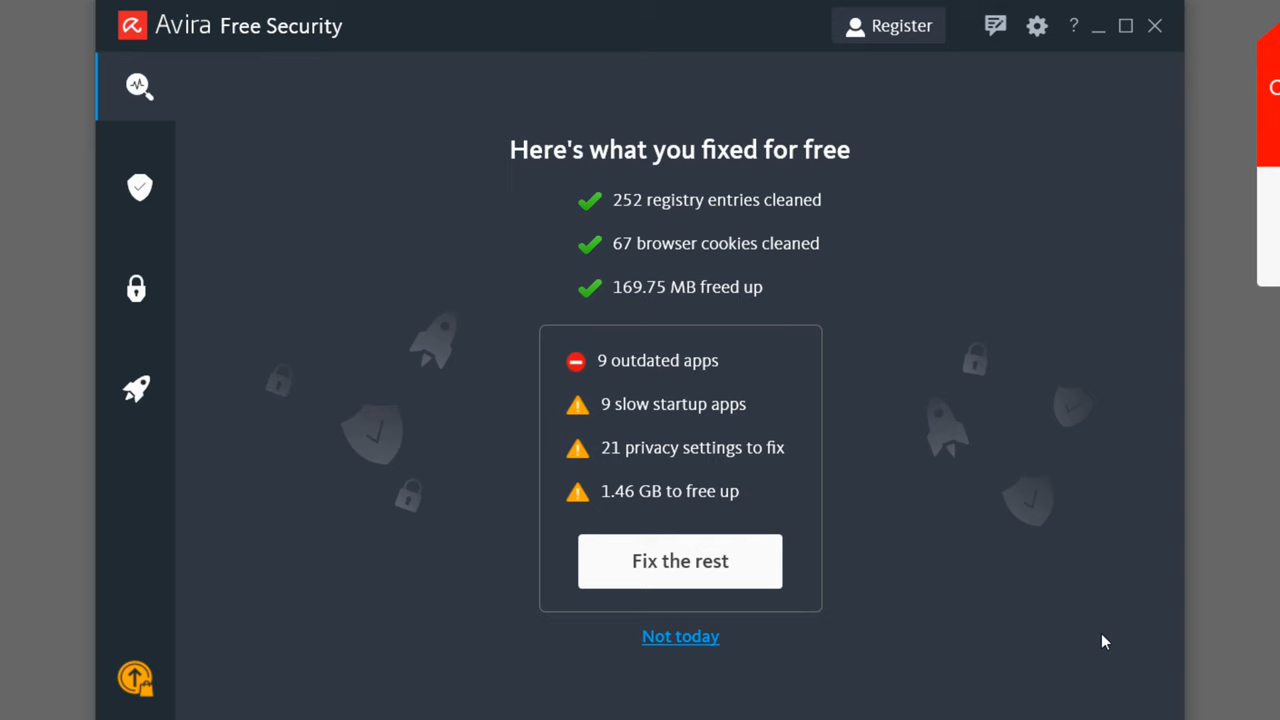 Avira Free Security
Register
?
Here's what you fixed for free
252 registry entries cleaned
67 browser cookies cleaned
169.75 MB freed up
9 outdated apps
9 slow startup apps
21 privacy settings to fix
1.46 GB to free up
Fix the rest
Not today